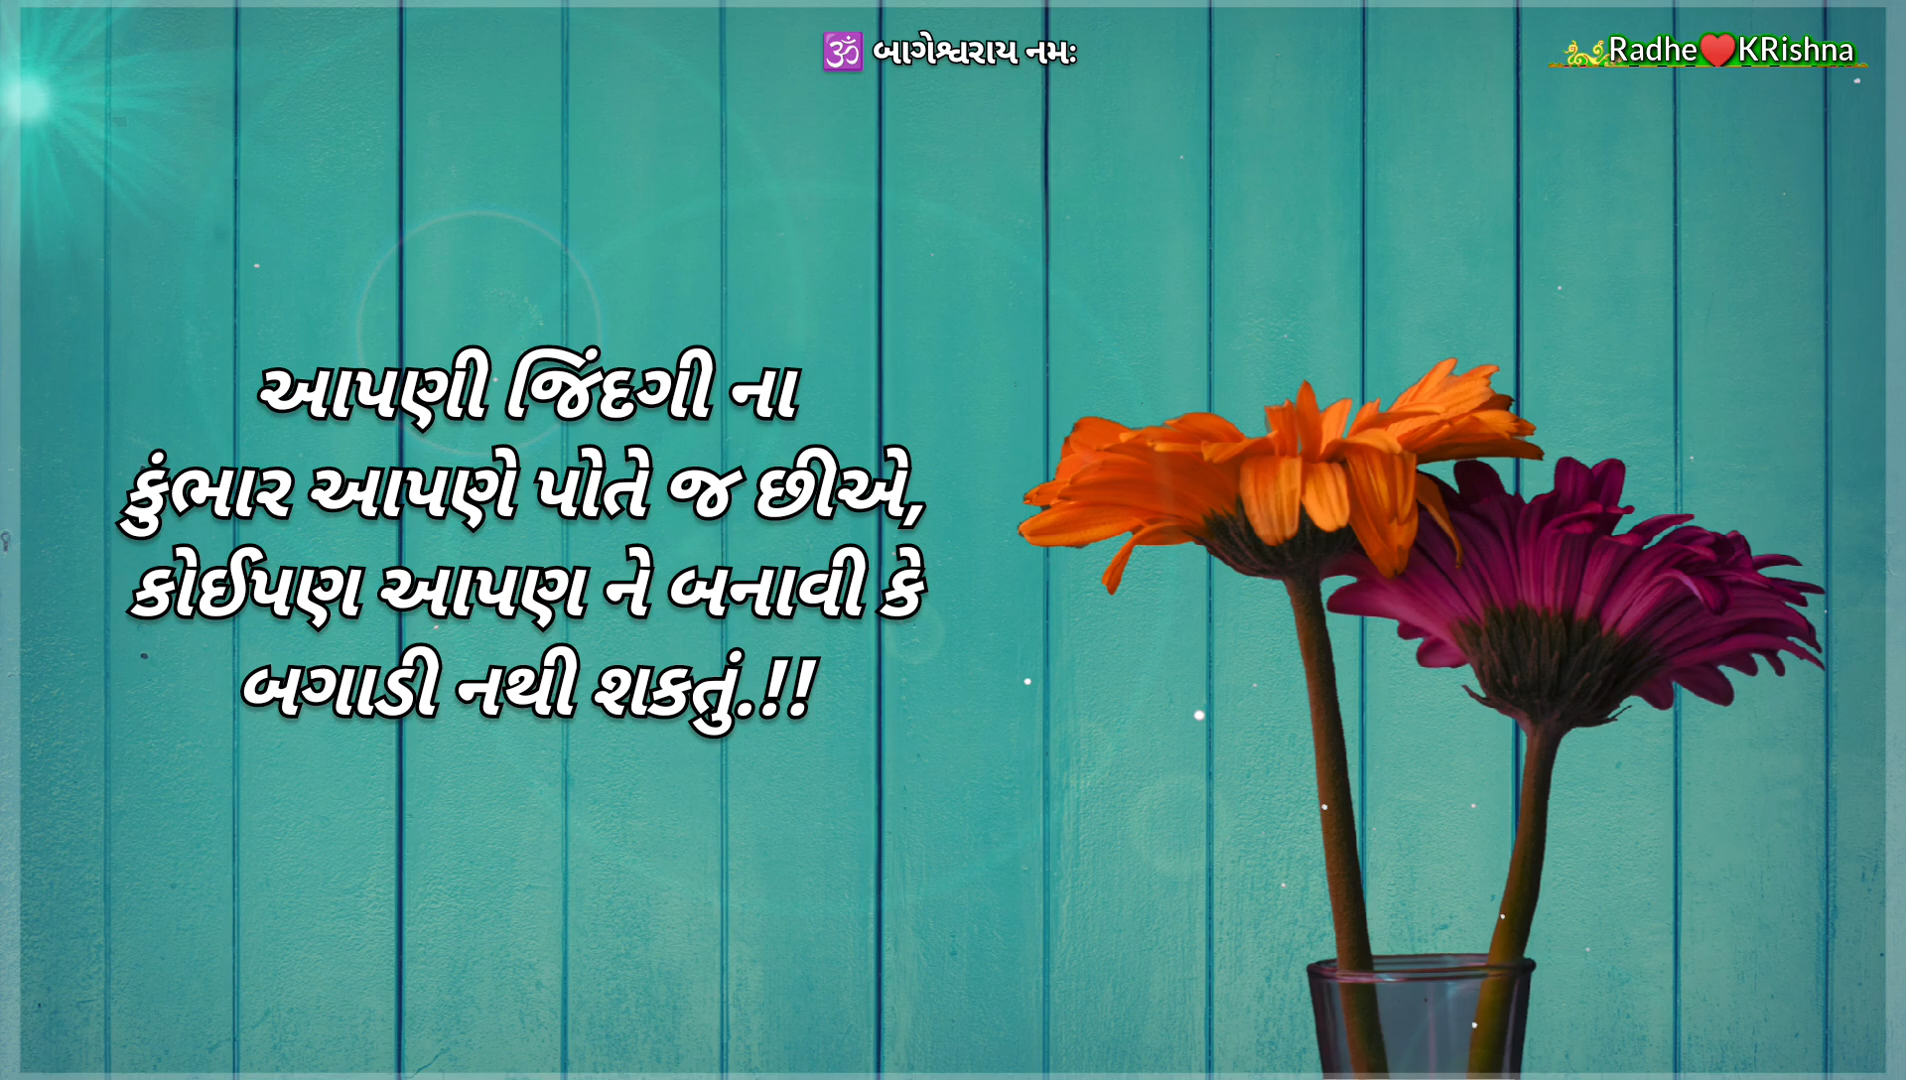 🕉️ બાગેશ્વરાય નમઃ
Radhe♥️KRishna
આપણી જિંદગી ના
કુંભાર આપણે પોતે જ છીએ,
કોઈપણ આપણ ને બનાવી કે
બગાડી નથી શકતું.!!